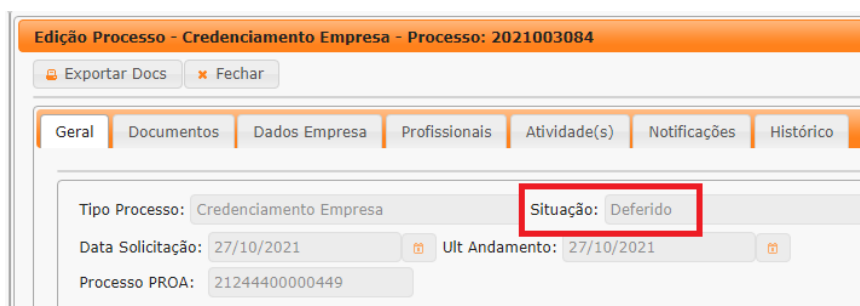 Edição Processo - Credenciamento Empresa - Processo: 2021003084
Exportar Docs Fechar
Geral Documentos Dados Empresa Profissionais Atividade(s) Notificações Histórico
Tipo Processo: Credenciamento Empresa Situação: Deferido
Data Solicitação: 27/10/2021 Ult Andamento: 27/10/2021
Processo PROA: 21244400000449